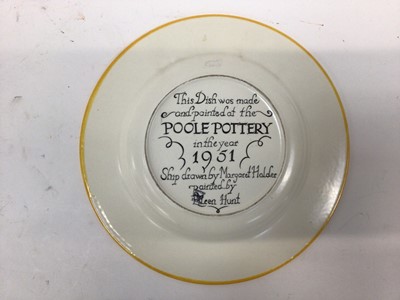 This Dish was made
and painted at the
POOLE POTTERY
in the year
1951
Ship drawn by Margaret Holder
painted by
Eileen Hunt